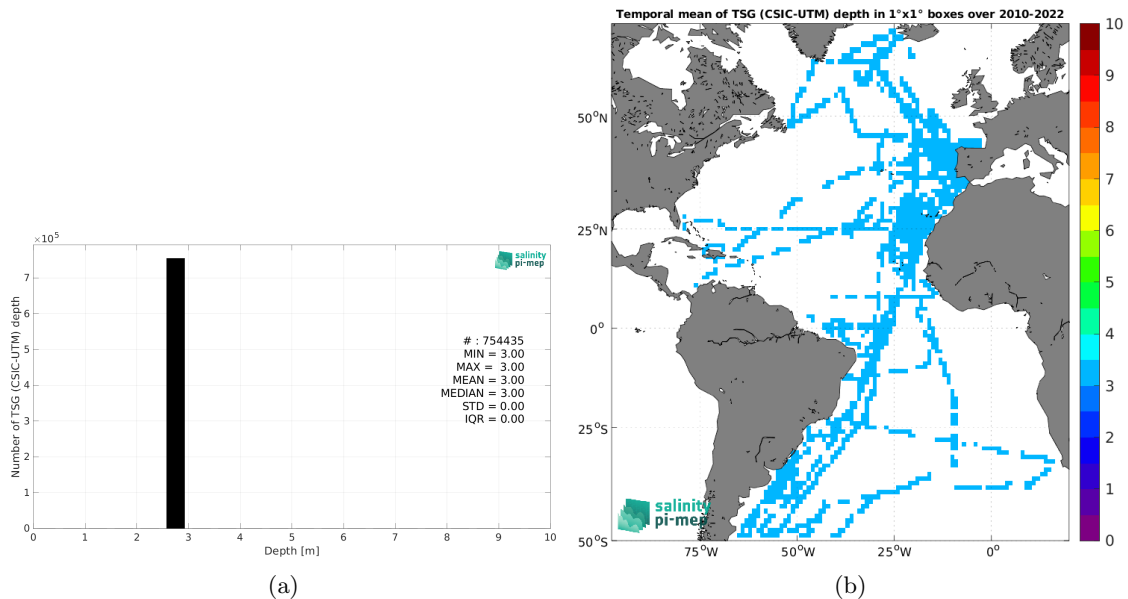 ×10⁵
7
6
5
4
3
2
1
0
Number of TSG (CSIC-UTM) depth
salinity
pi-mep
# : 754435
MIN = 3.00
MAX = 3.00
MEAN = 3.00
MEDIAN = 3.00
STD = 0.00
IQR = 0.00
0 1 2 3 4 5 6 7 8 9 10
Depth [m]
(a)
Temporal mean of TSG (CSIC-UTM) depth in 1°x1° boxes over 2010-2022
50°N
25°N
0°
25°S
50°S
75°W 50°W 25°W 0°
salinity
pi-mep
10
9
8
7
6
5
4
3
2
1
0
(b)